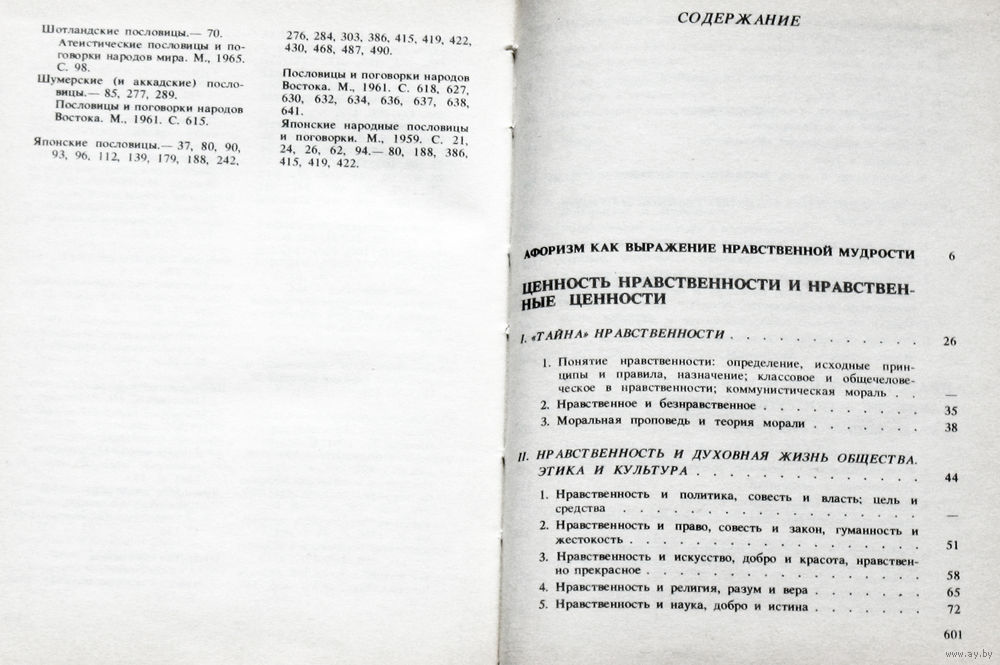 Шотландские пословицы.— 70.
Атеистические пословицы и по-
говорки народов мира. М., 1965.
С. 98.
Шумерские (и аккадские) посло-
вицы.— 85, 277, 289.
Пословицы и поговорки народов
Востока. М., 1961. С. 615.
Японские пословицы.— 37, 80, 90,
93, 96, 112, 139, 179, 188, 242,
276, 284, 303, 386, 415, 419, 422,
430, 468, 487, 490.
Пословицы и поговорки народов
Востока. М., 1961. С. 618, 627,
630, 632, 634, 636, 637, 638,
641.
Японские народные пословицы
и поговорки. М., 1959. С. 21,
24, 26, 62, 94.— 80, 188, 386,
415, 419, 422.
СОДЕРЖАНИЕ
АФОРИЗМ КАК ВЫРАЖЕНИЕ НРАВСТВЕННОЙ МУДРОСТИ 6
ЦЕННОСТЬ НРАВСТВЕННОСТИ И НРАВСТВЕН-
НЫЕ ЦЕННОСТИ
I. «ТАЙНА» НРАВСТВЕННОСТИ . . . . . . . . . . 26
1. Понятие нравственности: определение, исходные прин-
ципы и правила, назначение; классовое и общечелове-
ческое в нравственности; коммунистическая мораль . . —
2. Нравственное и безнравственное . . . . . . . . 35
3. Моральная проповедь и теория морали . . . . . . 38
II. НРАВСТВЕННОСТЬ И ДУХОВНАЯ ЖИЗНЬ ОБЩЕСТВА.
ЭТИКА И КУЛЬТУРА . . . . . . . . . . . 44
1. Нравственность и политика, совесть и власть; цель и
средства . . . . . . . . . . . . . . —
2. Нравственность и право, совесть и закон, гуманность и
жестокость . . . . . . . . . . . . . 51
3. Нравственность и искусство, добро и красота, нравствен-
но прекрасное . . . . . . . . . . . . 58
4. Нравственность и религия, разум и вера . . . . . . 65
5. Нравственность и наука, добро и истина . . . . . . 72
601
www.ay.by